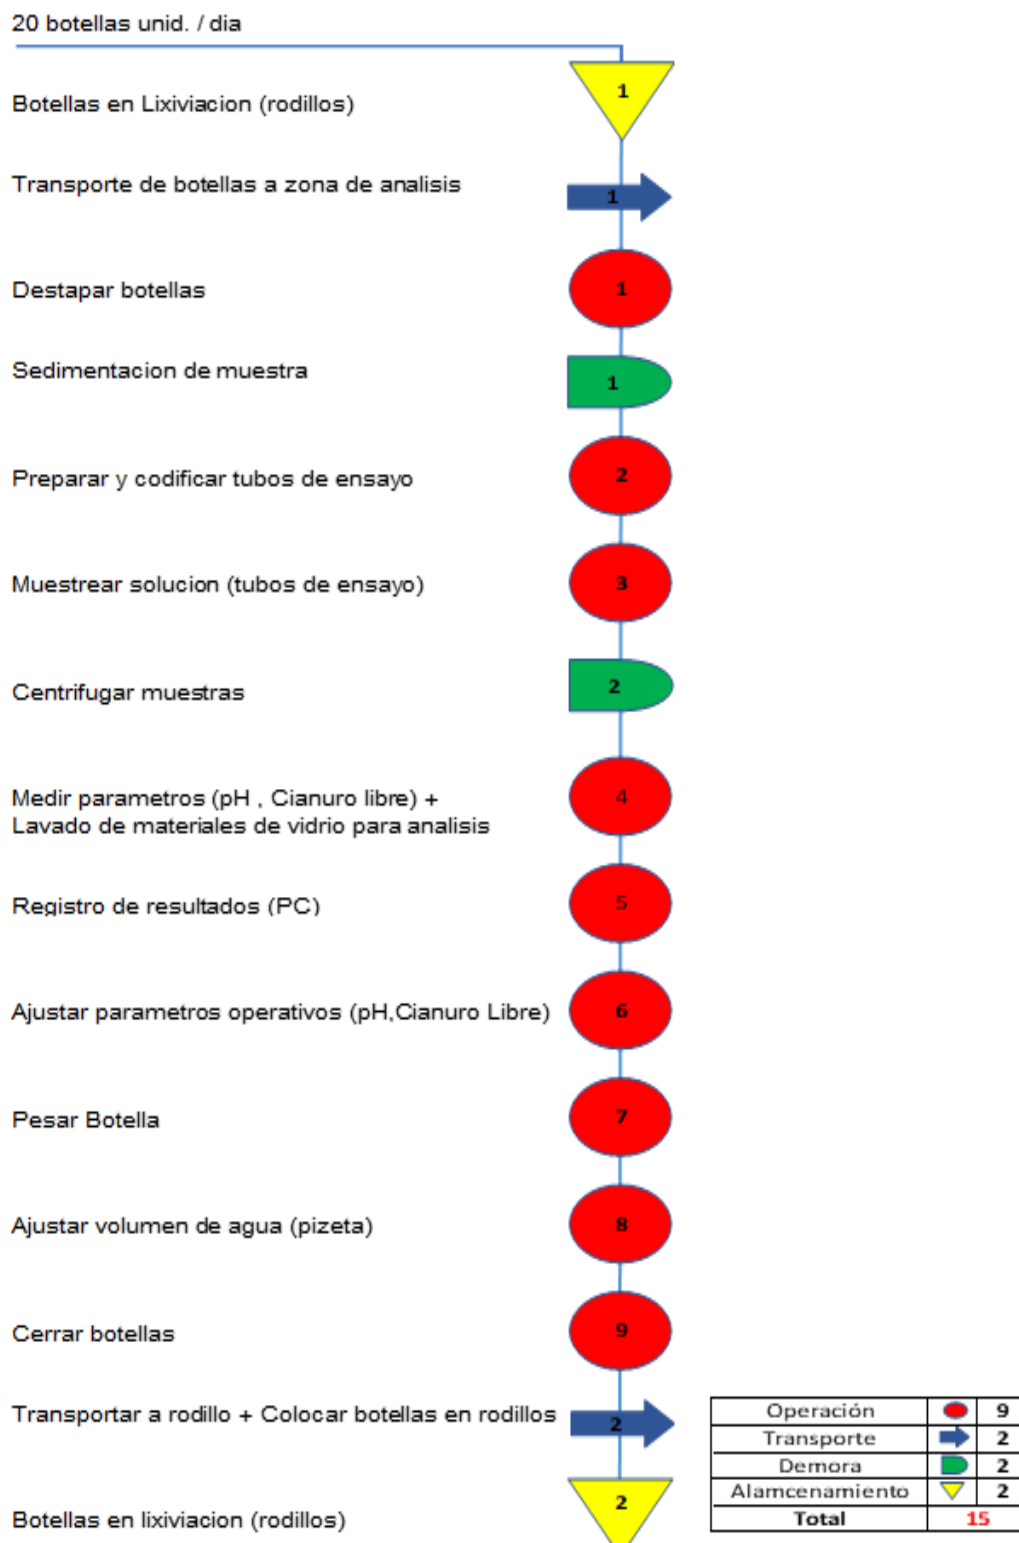 20 botellas unid. / dia
1
Botellas en Lixiviacion (rodillos)
Transporte de botellas a zona de analisis
1
Destapar botellas
1
Sedimentacion de muestra
1
Preparar y codificar tubos de ensayo
2
Muestrear solucion (tubos de ensayo)
3
Centrifugar muestras
2
Medir parametros (pH , Cianuro libre) +
Lavado de materiales de vidrio para analisis
4
Registro de resultados (PC)
5
Ajustar parametros operativos (pH,Cianuro Libre)
6
Pesar Botella
7
Ajustar volumen de agua (pizeta)
8
Cerrar botellas
9
Transportar a rodillo + Colocar botellas en rodillos
2
Botellas en lixiviacion (rodillos)
2
Operación 9
Transporte 2
Demora 2
Alamcenamiento 2
Total 15